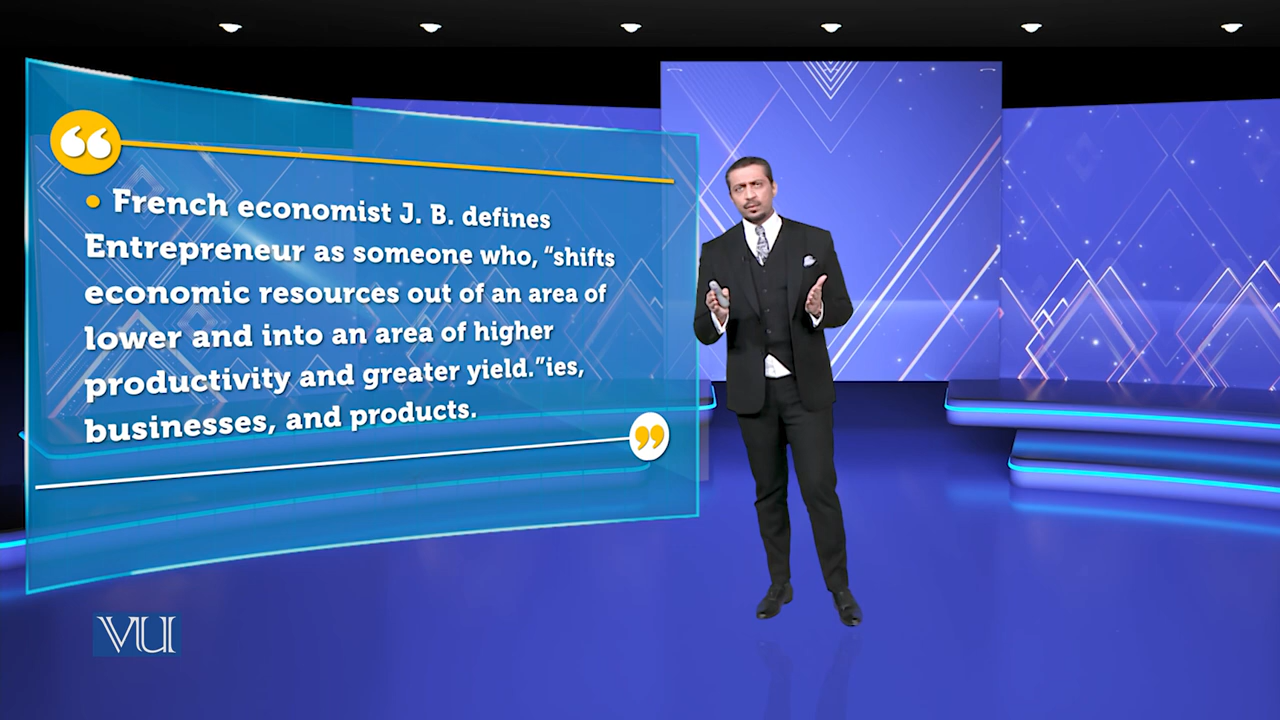 “
• French economist J. B. defines
Entrepreneur as someone who, “shifts
economic resources out of an area of
lower and into an area of higher
productivity and greater yield.”ies,
businesses, and products.
”
VU